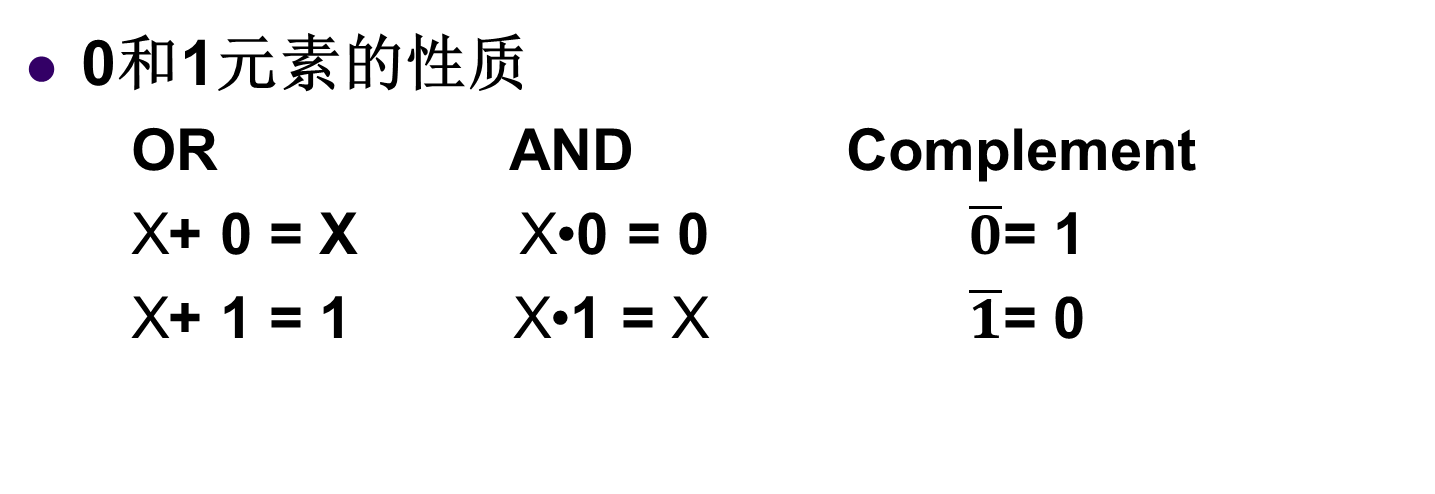 ● 0和1元素的性质
OR AND Complement
X+ 0 = X X•0 = 0 0̅= 1
X+ 1 = 1 X•1 = X 1̅= 0